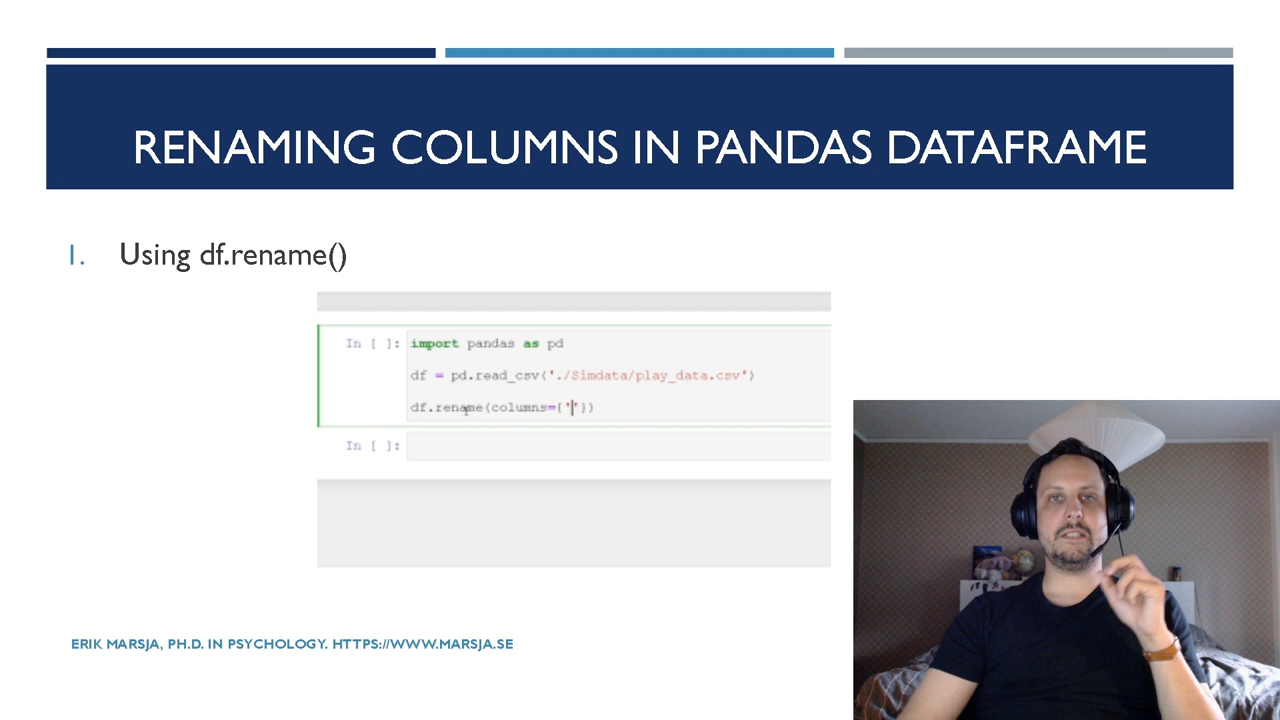 RENAMING COLUMNS IN PANDAS DATAFRAME
1. Using df.rename()
In [ ]: import pandas as pd
df = pd.read_csv('./Simdata/play_data.csv')
df.rename(columns={''})
In [ ]:
ERIK MARSJA, PH.D. IN PSYCHOLOGY. HTTPS://WWW.MARSJA.SE